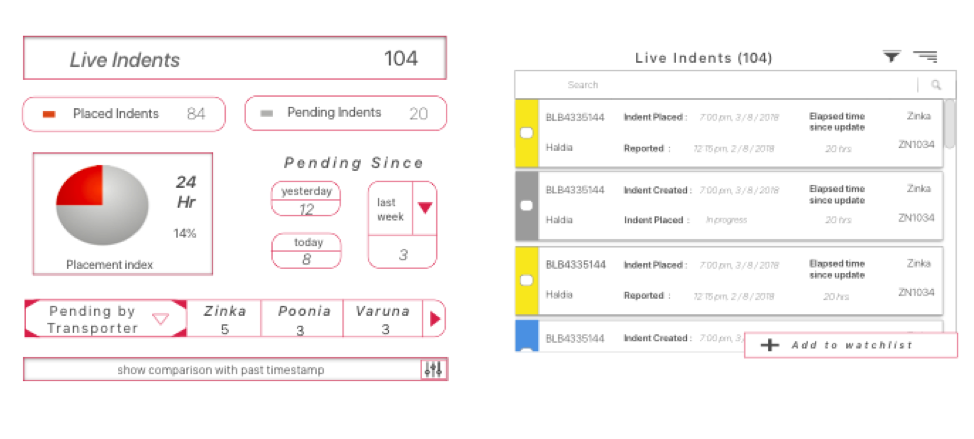 Live Indents 104
Placed Indents 84
Pending Indents 20
24
Hr
14%
Placement index
Pending Since
yesterday
12
today
8
last
week
3
Pending by
Transporter
Zinka
5
Poonia
3
Varuna
3
show comparison with past timestamp
Live Indents (104)
Search
BLB4335144 Indent Placed : 7:00 pm, 3 / 8 / 2018 Elapsed time Zinka
since update
Haldia Reported : 12:15 pm, 2 / 8 / 2018 20 hrs ZN1034
BLB4335144 Indent Created : 7:00 pm, 3 / 8 / 2018 Elapsed time Zinka
since update
Haldia Indent Placed : In progress 20 hrs ZN1034
BLB4335144 Indent Placed : 7:00 pm, 3 / 8 / 2018 Elapsed time Zinka
since update
Haldia Reported : 12:15 pm, 2 / 8 / 2018 20 hrs ZN1034
BLB4335144 Indent Created : 7:00 pm, 3 /
Add to watchlist